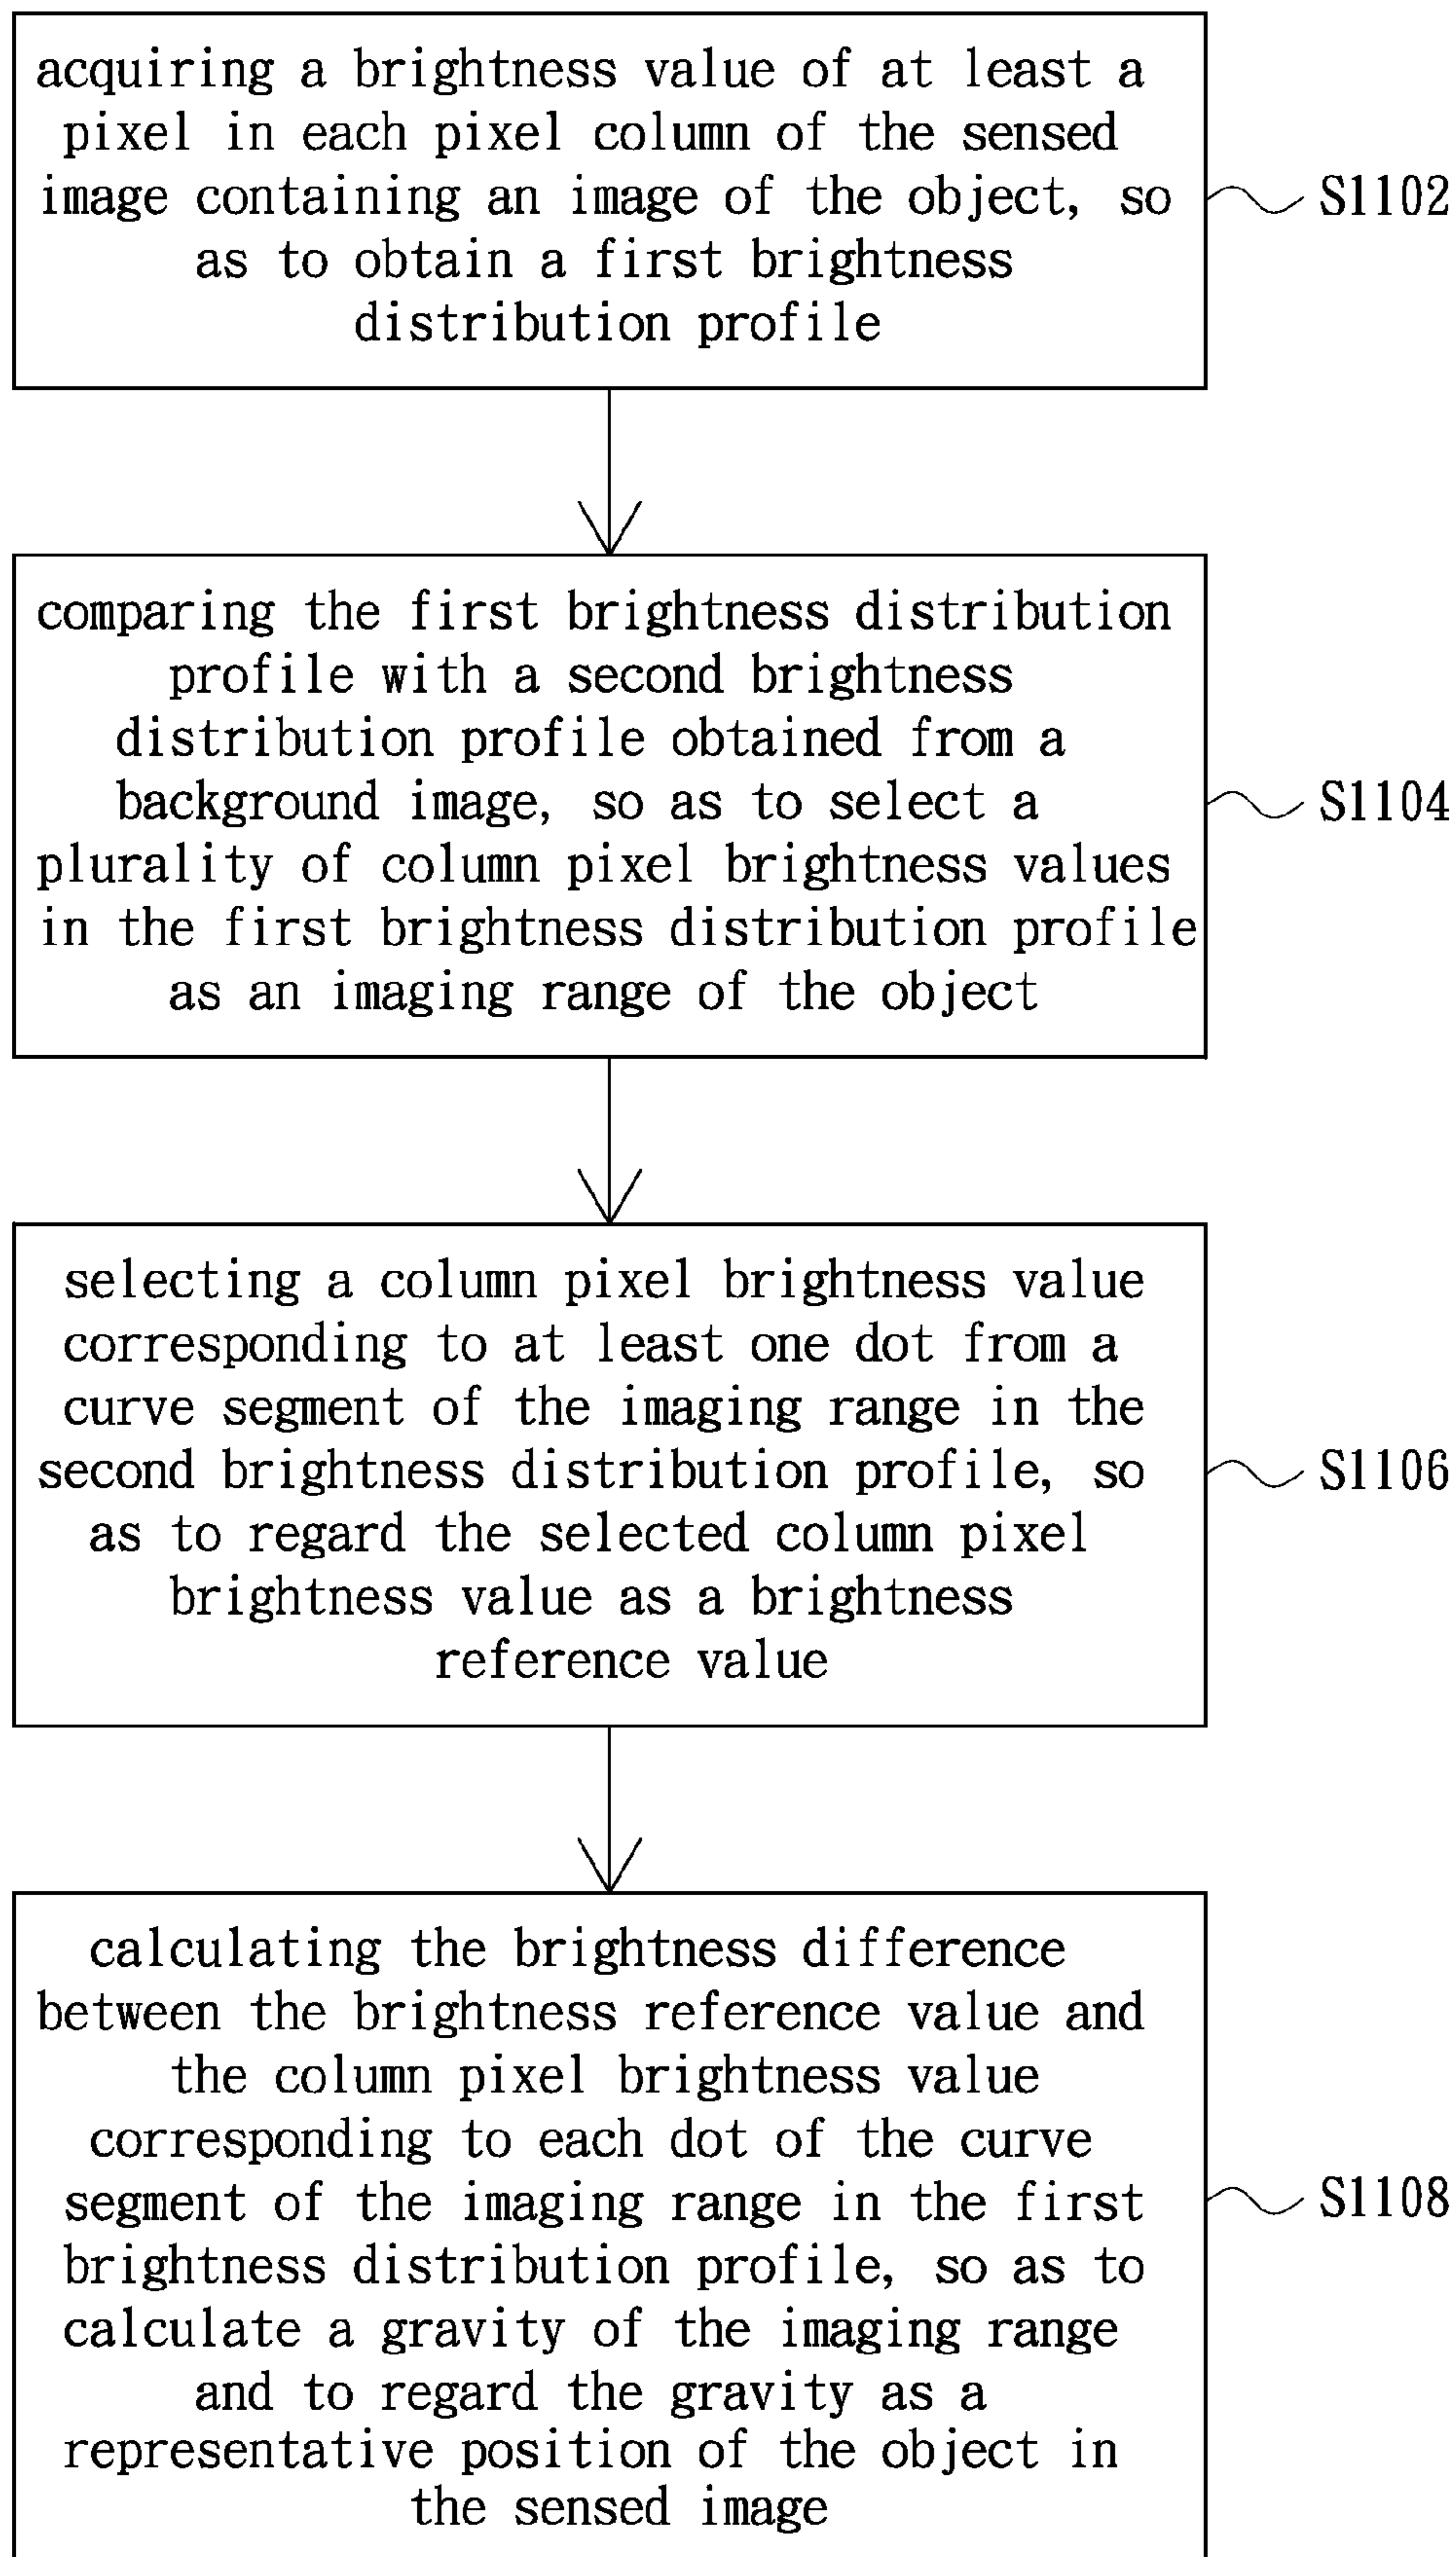 acquiring a brightness value of at least a
pixel in each pixel column of the sensed
image containing an image of the object, so
as to obtain a first brightness
distribution profile
S1102
comparing the first brightness distribution
profile with a second brightness
distribution profile obtained from a
background image, so as to select a
plurality of column pixel brightness values
in the first brightness distribution profile
as an imaging range of the object
S1104
selecting a column pixel brightness value
corresponding to at least one dot from a
curve segment of the imaging range in the
second brightness distribution profile, so
as to regard the selected column pixel
brightness value as a brightness
reference value
S1106
calculating the brightness difference
between the brightness reference value and
the column pixel brightness value
corresponding to each dot of the curve
segment of the imaging range in the first
brightness distribution profile, so as to
calculate a gravity of the imaging range
and to regard the gravity as a
representative position of the object in
the sensed image
S1108